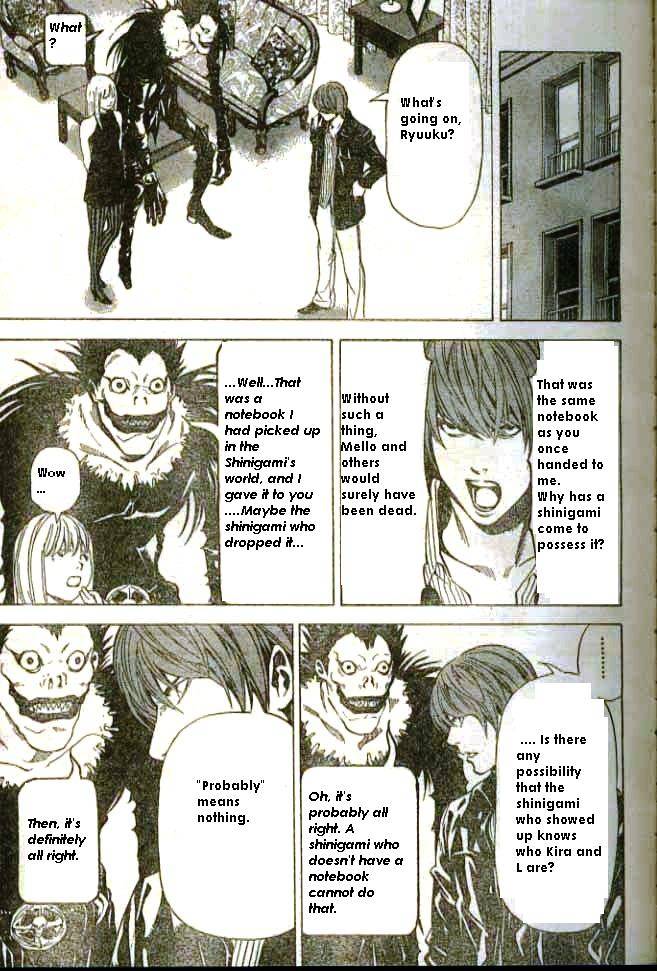 What's
going on,
Ryuuku?
What
?
That was
the same
notebook
as you
once
handed to
me.
Why has a
shinigami
come to
possess it?
Without
such a
thing,
Mello and
others
would
surely have
been dead.
...Well...That
was a
notebook I
had picked up
in the
Shinigami's
world, and I
gave it to you
....Maybe the
shinigami who
dropped it...
Wow
...
........
.... Is there
any
possibility
that the
shinigami
who showed
up knows
who Kira and
L are?
Oh, it's
probably all
right. A
shinigami who
doesn't have a
notebook
cannot do
that.
"Probably"
means
nothing.
Then, it's
definitely
all right.